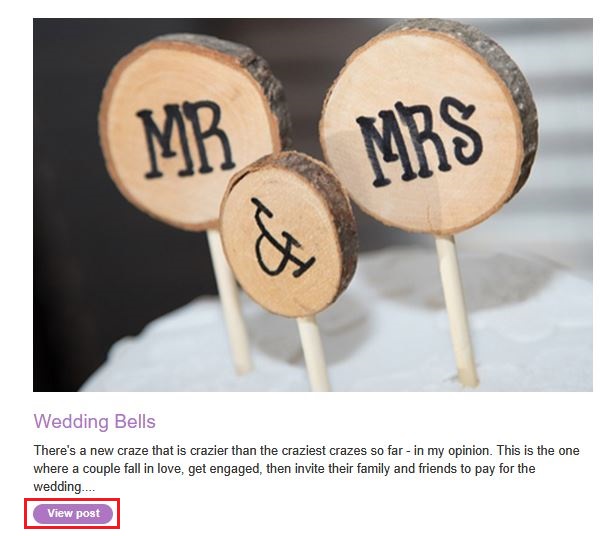 MR
&
MRS
Wedding Bells
There's a new craze that is crazier than the craziest crazes so far - in my opinion. This is the one
where a couple fall in love, get engaged, then invite their family and friends to pay for the
wedding....
View post